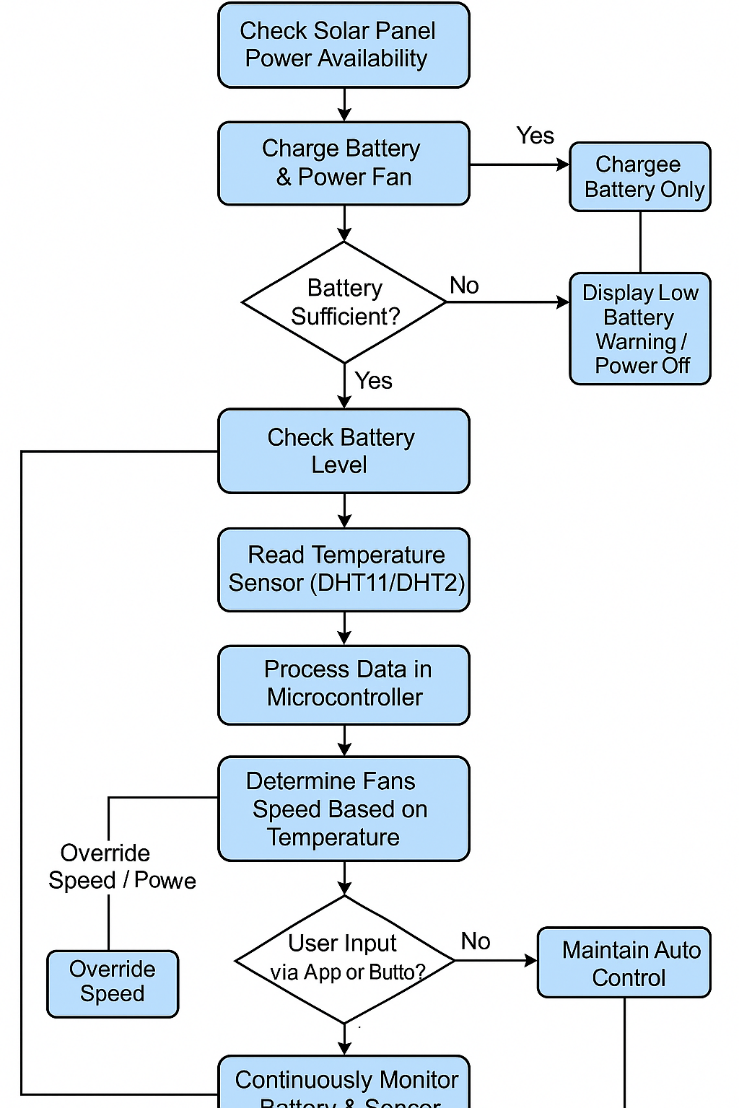 Check Solar Panel
Power Availability
Charge Battery
& Power Fan
Yes
Chargee
Battery Only
Battery
Sufficient?
No
Display Low
Battery
Warning /
Power Off
Yes
Check Battery
Level
Read Temperature
Sensor (DHT11/DHT2)
Process Data in
Microcontroller
Determine Fans
Speed Based on
Temperature
Override
Speed / Powe
Override
Speed
User Input
via App or Butto?
No
Maintain Auto
Control
Continuously Monitor
Battery & Sensor